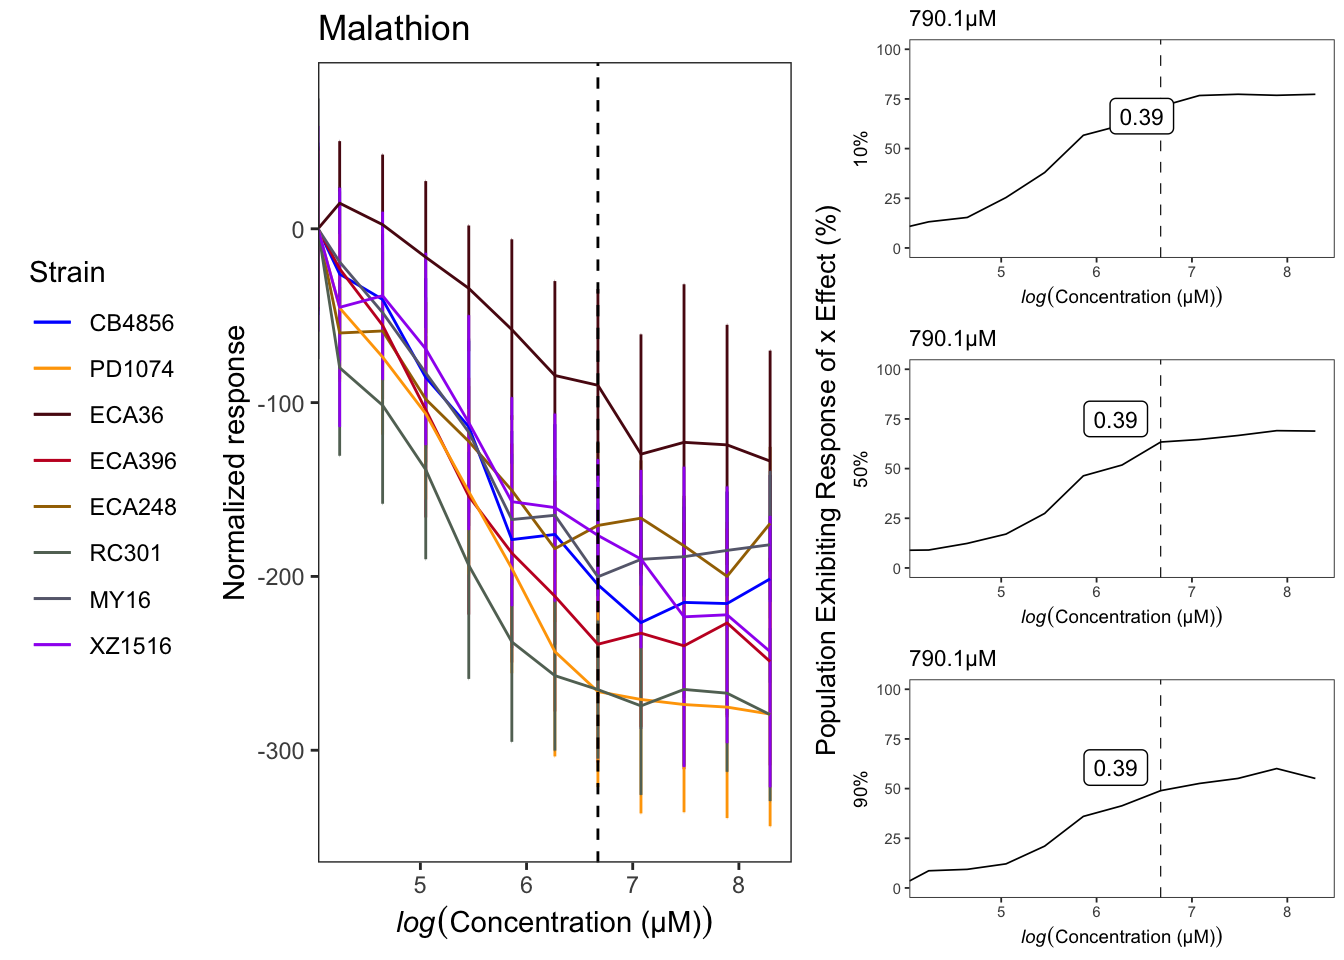 Malathion
Strain
CB4856
PD1074
ECA36
ECA396
ECA248
RC301
MY16
XZ1516
Normalized response
0
-100
-200
-300
5 6 7 8
log(Concentration (µM))
Population Exhibiting Response of x Effect (%)
790.1µM
10%
100
75
50
25
0
0.39
5 6 7 8
log(Concentration (µM))
790.1µM
50%
100
75
50
25
0
0.39
5 6 7 8
log(Concentration (µM))
790.1µM
90%
100
75
50
25
0
0.39
5 6 7 8
log(Concentration (µM))